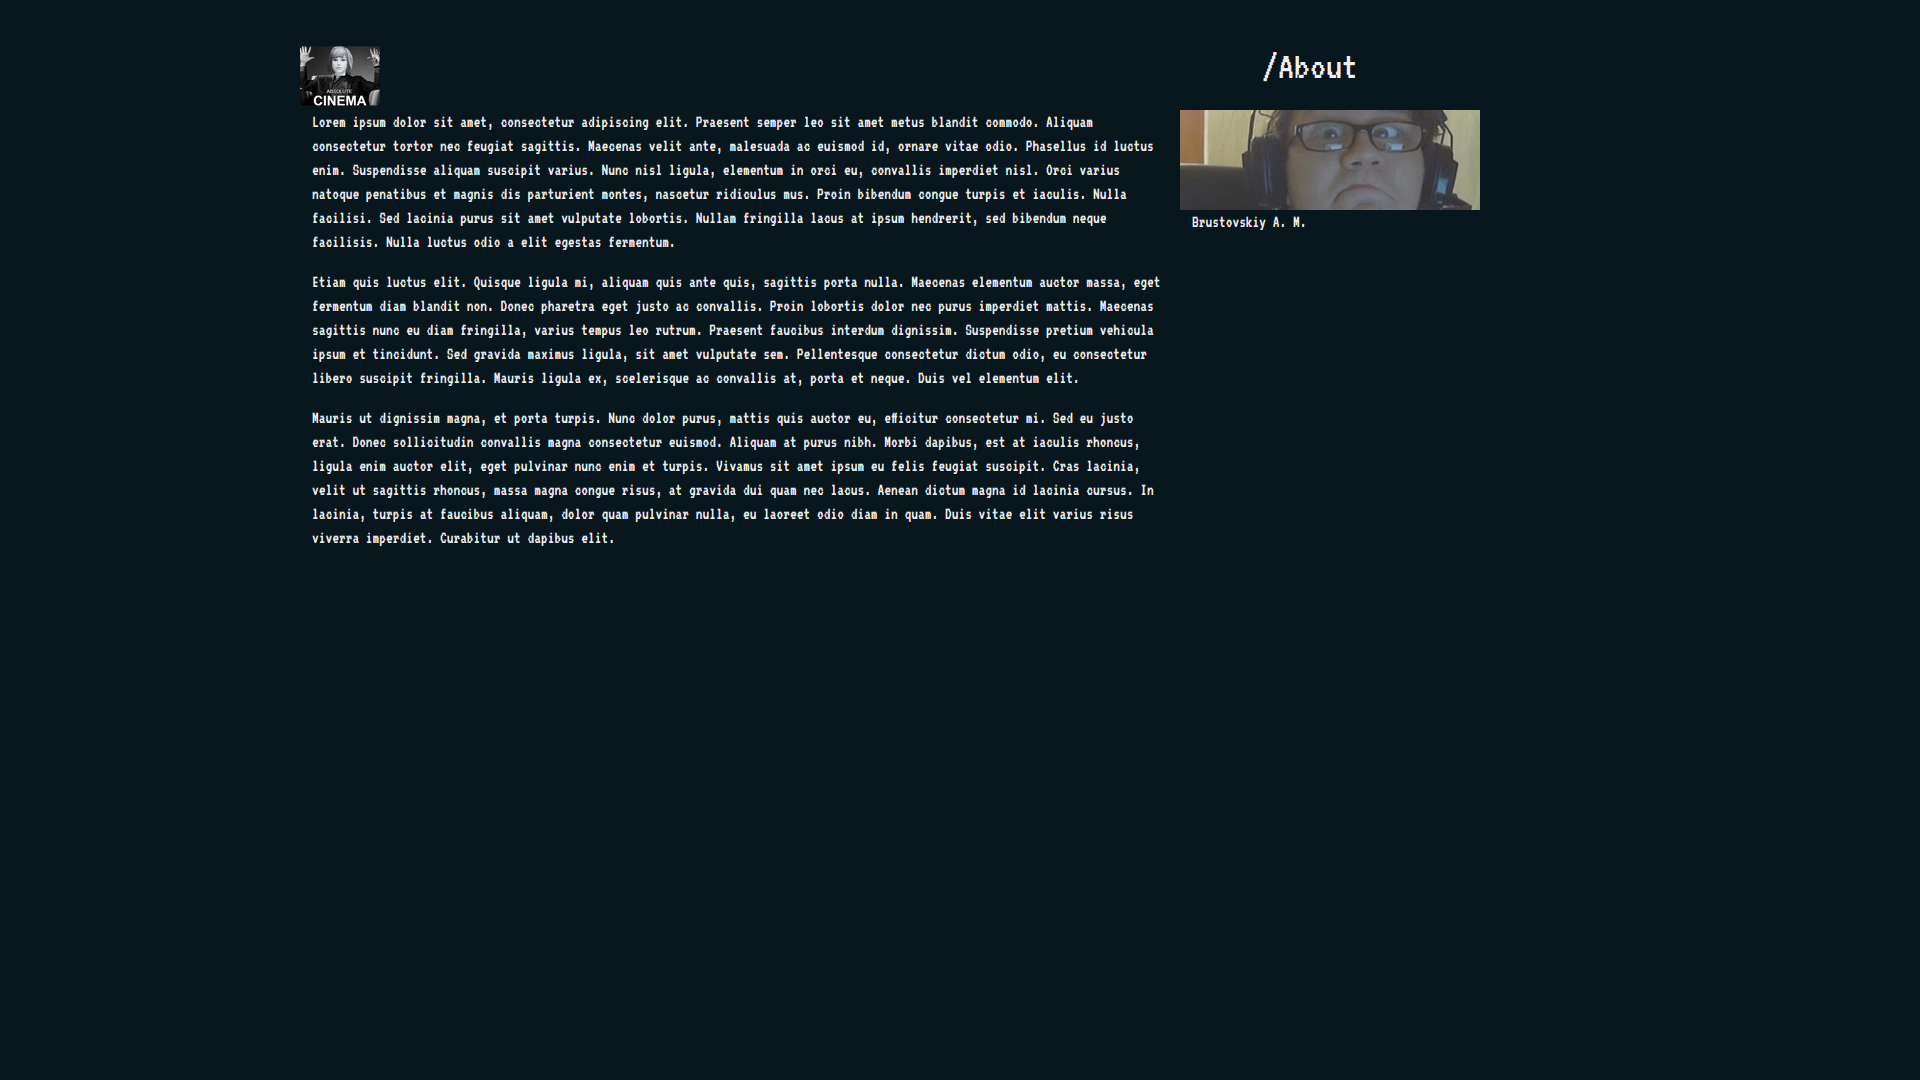 /About
ABSOLUTE
CINEMA
Lorem ipsum dolor sit amet, consectetur adipiscing elit. Praesent semper leo sit amet metus blandit commodo. Aliquam
consectetur tortor nec feugiat sagittis. Maecenas velit ante, malesuada ac euismod id, ornare vitae odio. Phasellus id luctus
enim. Suspendisse aliquam suscipit varius. Nunc nisl ligula, elementum in orci eu, convallis imperdiet nisl. Orci varius
natoque penatibus et magnis dis parturient montes, nascetur ridiculus mus. Proin bibendum congue turpis et iaculis. Nulla
facilisi. Sed lacinia purus sit amet vulputate lobortis. Nullam fringilla lacus at ipsum hendrerit, sed bibendum neque
facilisis. Nulla luctus odio a elit egestas fermentum.
Etiam quis luctus elit. Quisque ligula mi, aliquam quis ante quis, sagittis porta nulla. Maecenas elementum auctor massa, eget
fermentum diam blandit non. Donec pharetra eget justo ac convallis. Proin lobortis dolor nec purus imperdiet mattis. Maecenas
sagittis nunc eu diam fringilla, varius tempus leo rutrum. Praesent faucibus interdum dignissim. Suspendisse pretium vehicula
ipsum et tincidunt. Sed gravida maximus ligula, sit amet vulputate sem. Pellentesque consectetur dictum odio, eu consectetur
libero suscipit fringilla. Mauris ligula ex, scelerisque ac convallis at, porta et neque. Duis vel elementum elit.
Mauris ut dignissim magna, et porta turpis. Nunc dolor purus, mattis quis auctor eu, efficitur consectetur mi. Sed eu justo
erat. Donec sollicitudin convallis magna consectetur euismod. Aliquam at purus nibh. Morbi dapibus, est at iaculis rhoncus,
ligula enim auctor elit, eget pulvinar nunc enim et turpis. Vivamus sit amet ipsum eu felis feugiat suscipit. Cras lacinia,
velit ut sagittis rhoncus, massa magna congue risus, at gravida dui quam nec lacus. Aenean dictum magna id lacinia cursus. In
lacinia, turpis at faucibus aliquam, dolor quam pulvinar nulla, eu laoreet odio diam in quam. Duis vitae elit varius risus
viverra imperdiet. Curabitur ut dapibus elit.
Brustovskiy A. M.